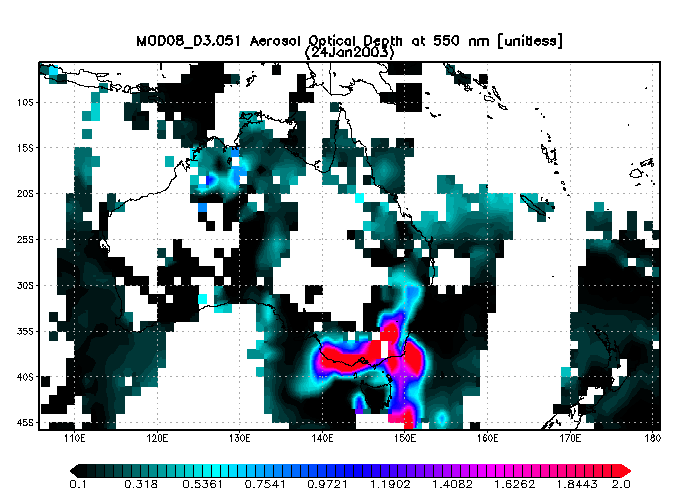 MOD08_D3.051 Aerosol Optical Depth at 550 nm [unitless]
(24Jan2003)
10S
15S
20S
25S
30S
35S
40S
45S
110E 120E 130E 140E 150E 160E 170E 180
0.1 0.318 0.5361 0.7541 0.9721 1.1902 1.4082 1.6262 1.8443 2.0